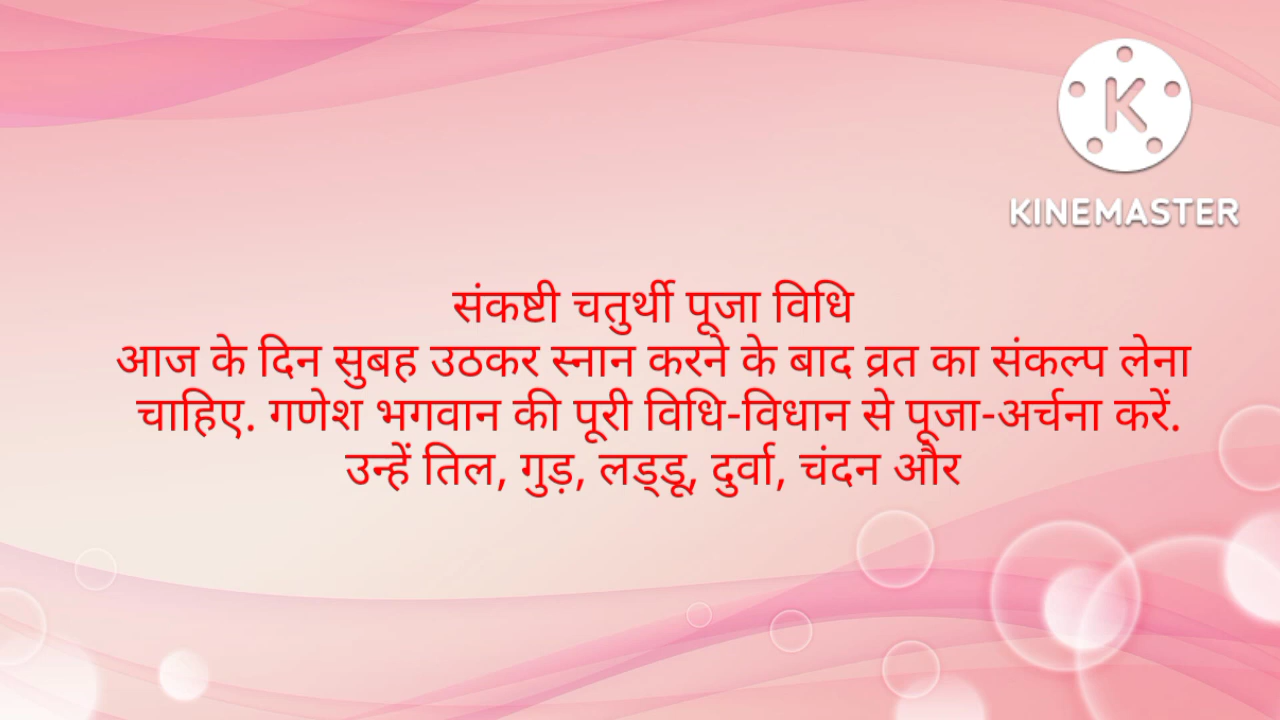 K
KINEMASTER
संकष्टी चतुर्थी पूजा विधि
आज के दिन सुबह उठकर स्नान करने के बाद व्रत का संकल्प लेना
चाहिए. गणेश भगवान की पूरी विधि-विधान से पूजा-अर्चना करें.
उन्हें तिल, गुड़, लड्डू, दुर्वा, चंदन और